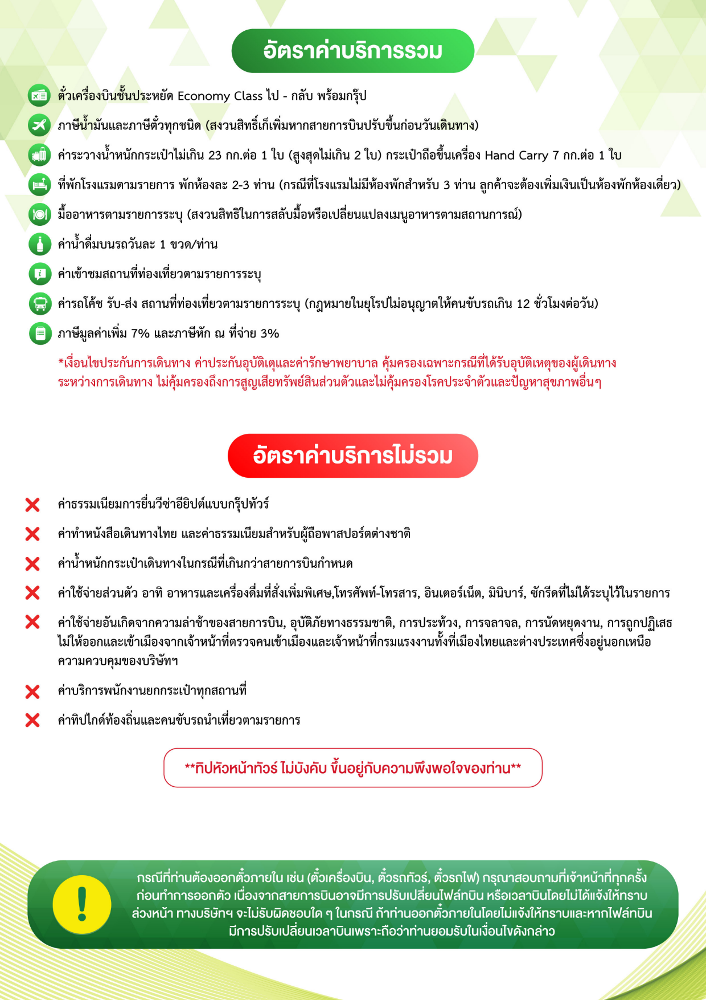 อัตราค่าบริการรวม
ตั๋วเครื่องบินชั้นประหยัด Economy Class ไป - กลับ พร้อมกรุ๊ป
ภาษีน้ำมันและภาษีตั๋วทุกชนิด (สงวนสิทธิ์เก็เพิ่มหากสายการบินปรับขึ้นก่อนวันเดินทาง)
ค่าระวางน้ำหนักกระเป๋าไม่เกิน 23 กก.ต่อ 1 ใบ (สูงสุดไม่เกิน 2 ใบ) กระเป๋าถือขึ้นเครื่อง Hand Carry 7 กก.ต่อ 1 ใบ
ที่พักโรงแรมตามรายการ พักห้องละ 2-3 ท่าน (กรณีที่โรงแรมไม่มีห้องพักสำหรับ 3 ท่าน ลูกค้าจะต้องเพิ่มเงินเป็นห้องพักห้องเดี่ยว)
มื้ออาหารตามรายการระบุ (สงวนสิทธิในการสลับมื้อหรือเปลี่ยนแปลงเมนูอาหารตามสถานการณ์)
ค่าน้ำดื่มบนรถวันละ 1 ขวด/ท่าน
ค่าเข้าชมสถานที่ท่องเที่ยวตามรายการระบุ
ค่ารถโค้ช รับ-ส่ง สถานที่ท่องเที่ยวตามรายการระบุ (กฎหมายในยุโรปไม่อนุญาตให้คนขับรถเกิน 12 ชั่วโมงต่อวัน)
ภาษีมูลค่าเพิ่ม 7% และภาษีหัก ณ ที่จ่าย 3%
*เงื่อนไขประกันการเดินทาง ค่าประกันอุบัติเตุและค่ารักษาพยาบาล คุ้มครองเฉพาะกรณีที่ได้รับอุบัติเหตุของผู้เดินทาง
ระหว่างการเดินทาง ไม่คุ้มครองถึงการสูญเสียทรัพย์สินส่วนตัวและไม่คุ้มครองโรคประจำตัวและปัญหาสุขภาพอื่นๆ
อัตราค่าบริการไม่รวม
ค่าธรรมเนียมการยื่นวีซ่าอียิปต์แบบกรุ๊ปทัวร์
ค่าทำหนังสือเดินทางไทย และค่าธรรมเนียมสำหรับผู้ถือพาสปอร์ตต่างชาติ
ค่าน้ำหนักกระเป๋าเดินทางในกรณีที่เกินกว่าสายการบินกำหนด
ค่าใช้จ่ายส่วนตัว อาทิ อาหารและเครื่องดื่มที่สั่งเพิ่มพิเศษ,โทรศัพท์-โทรสาร, อินเตอร์เน็ต, มินิบาร์, ซักรีดที่ไม่ได้ระบุไว้ในรายการ
ค่าใช้จ่ายอันเกิดจากความล่าช้าของสายการบิน, อุบัติภัยทางธรรมชาติ, การประท้วง, การจลาจล, การนัดหยุดงาน, การถูกปฏิเสธ
ไม่ให้ออกและเข้าเมืองจากเจ้าหน้าที่ตรวจคนเข้าเมืองและเจ้าหน้าที่กรมแรงงานทั้งที่เมืองไทยและต่างประเทศซึ่งอยู่นอกเหนือ
ความควบคุมของบริษัทฯ
ค่าบริการพนักงานยกกระเป๋าทุกสถานที่
ค่าทิปไกด์ท้องถิ่นและคนขับรถนำเที่ยวตามรายการ
**ทิปหัวหน้าทัวร์ ไม่บังคับ ขึ้นอยู่กับความพึงพอใจของท่าน**
กรณีที่ท่านต้องออกตั๋วภายใน เช่น (ตั๋วเครื่องบิน, ตั๋วรถทัวร์, ตั๋วรถไฟ) กรุณาสอบถามที่เจ้าหน้าที่ทุกครั้ง
ก่อนทำการออกตัว เนื่องจากสายการบินอาจมีการปรับเปลี่ยนไฟล์ทบิน หรือเวลาบินโดยไม่ได้แจ้งให้ทราบ
ล่วงหน้า ทางบริษัทฯ จะไม่รับผิดชอบใด ๆ ในกรณี ถ้าท่านออกตั๋วภายในโดยไม่แจ้งให้ทราบและหากไฟล์ทบิน
มีการปรับเปลี่ยนเวลาบินเพราะถือว่าท่านยอมรับในเงื่อนไขดังกล่าว